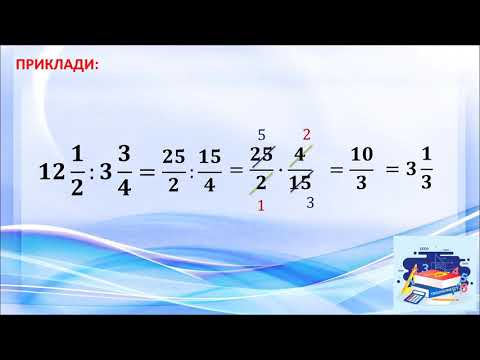 ПРИКЛАДИ:
12 1/2 : 3 3/4 = 25/2 : 15/4 = 25/2 · 4/15 = 10/3 = 3 1/3
5 2
1 3